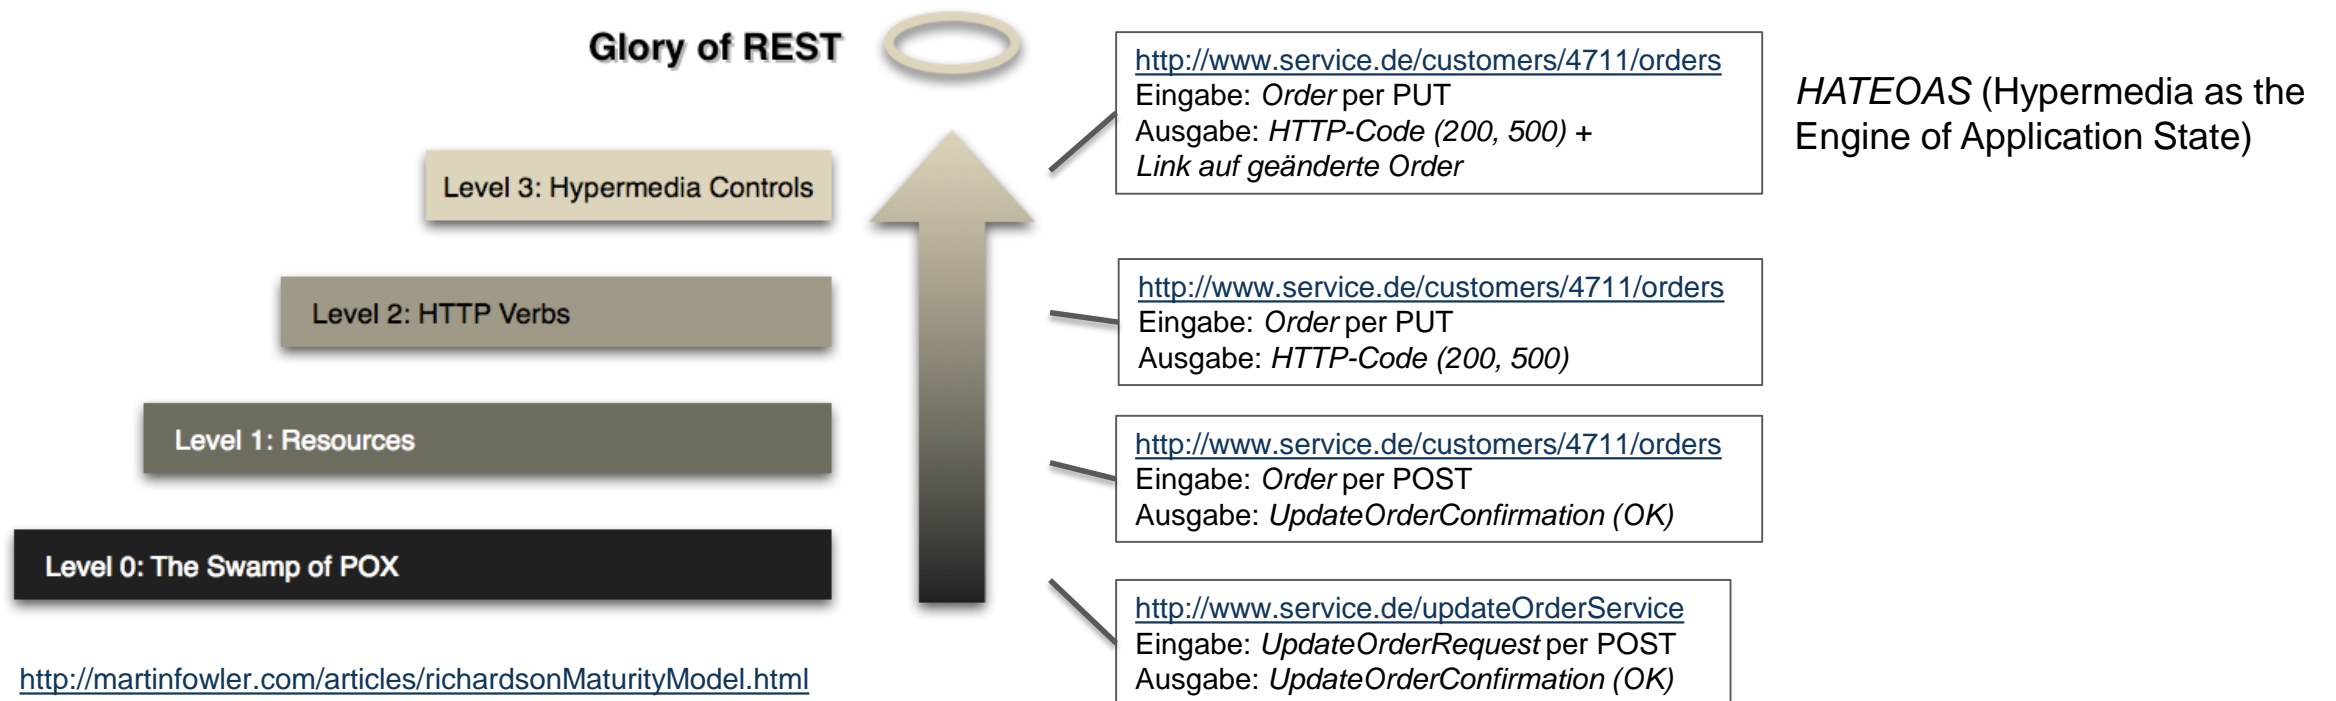 Glory of REST
Level 3: Hypermedia Controls
Level 2: HTTP Verbs
Level 1: Resources
Level 0: The Swamp of POX
http://martinfowler.com/articles/richardsonMaturityModel.html
http://www.service.de/customers/4711/orders
Eingabe: Order per PUT
Ausgabe: HTTP-Code (200, 500) +
Link auf geänderte Order
HATEOAS (Hypermedia as the
Engine of Application State)
http://www.service.de/customers/4711/orders
Eingabe: Order per PUT
Ausgabe: HTTP-Code (200, 500)
http://www.service.de/customers/4711/orders
Eingabe: Order per POST
Ausgabe: UpdateOrderConfirmation (OK)
http://www.service.de/updateOrderService
Eingabe: UpdateOrderRequest per POST
Ausgabe: UpdateOrderConfirmation (OK)